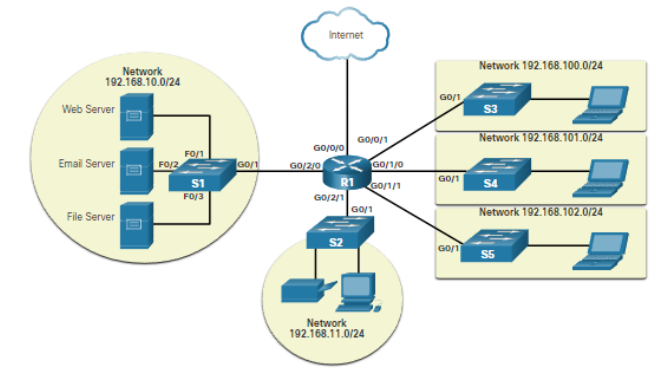 Internet
Network
192.168.10.0/24
Web Server
Email Server
File Server
F0/1
F0/2
F0/3
S1
G0/1
G0/2/0
G0/0/0
G0/0/1
G0/1/0
G0/1/1
G0/2/1
R1
G0/1
S2
Network
192.168.11.0/24
Network 192.168.100.0/24
G0/1
S3
Network 192.168.101.0/24
G0/1
S4
Network 192.168.102.0/24
G0/1
S5